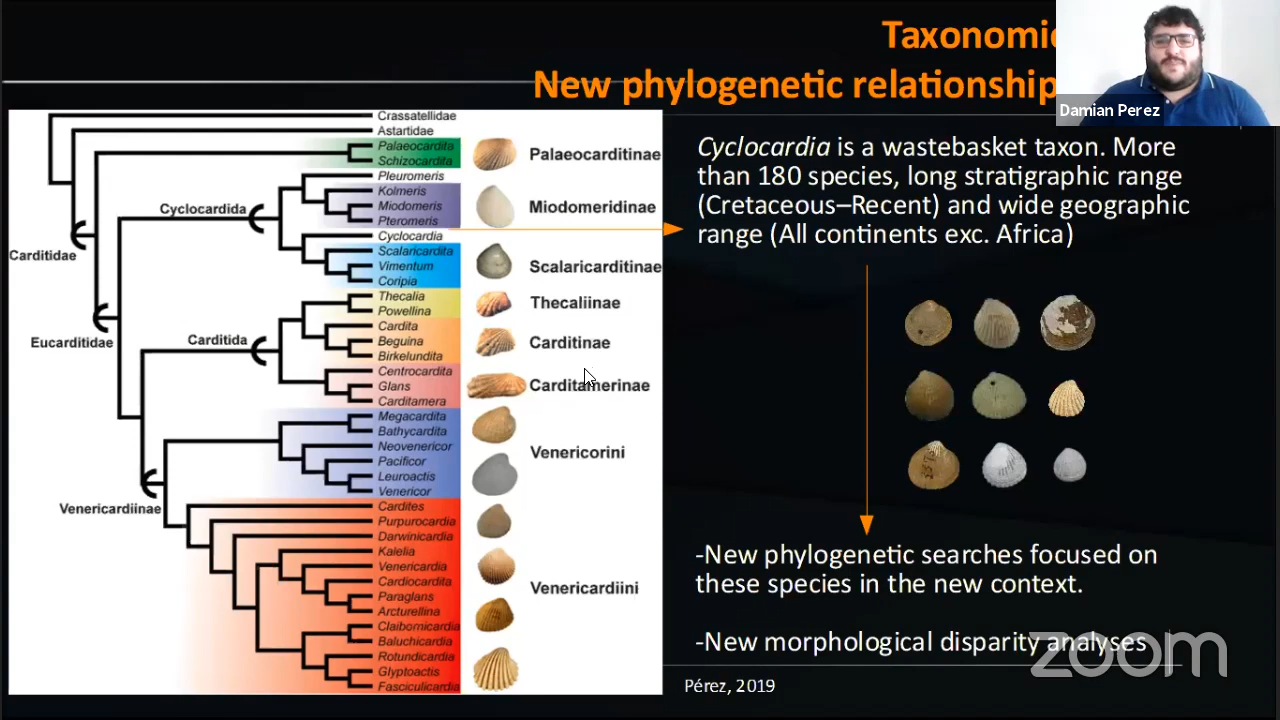 Taxonomi
New phylogenetic relationship
Damian Perez
Crassatellidae
Astartidae
Palaeocardita
Schizocardita
Pleuromeris
Kolmeris
Miodomeris
Pteromeris
Cyclocardia
Scalaricardita
Vimentum
Coripia
Thecalia
Powellina
Cardita
Beguina
Birkelundita
Centrocardita
Glans
Carditamera
Megacardita
Bathycardita
Neovenericor
Pacificor
Leuroactis
Venericor
Cardites
Purpurocardia
Darwinicardia
Kalelia
Venericardia
Cardiocardita
Paraglans
Arcturellina
Claibornicardia
Baluchicardia
Rotundicardia
Glyptoactis
Fasciculicardia
Carditidae
Eucarditidae
Cyclocardida
Carditida
Venericardiinae
Palaeocarditinae
Miodomeridinae
Scalaricarditinae
Thecaliinae
Carditinae
Carditamerinae
Venericorini
Venericardiini
Cyclocardia is a wastebasket taxon. More
than 180 species, long stratigraphic range
(Cretaceous–Recent) and wide geographic
range (All continents exc. Africa)
-New phylogenetic searches focused on
these species in the new context.
-New morphological disparity analyses
zoom
Pérez, 2019